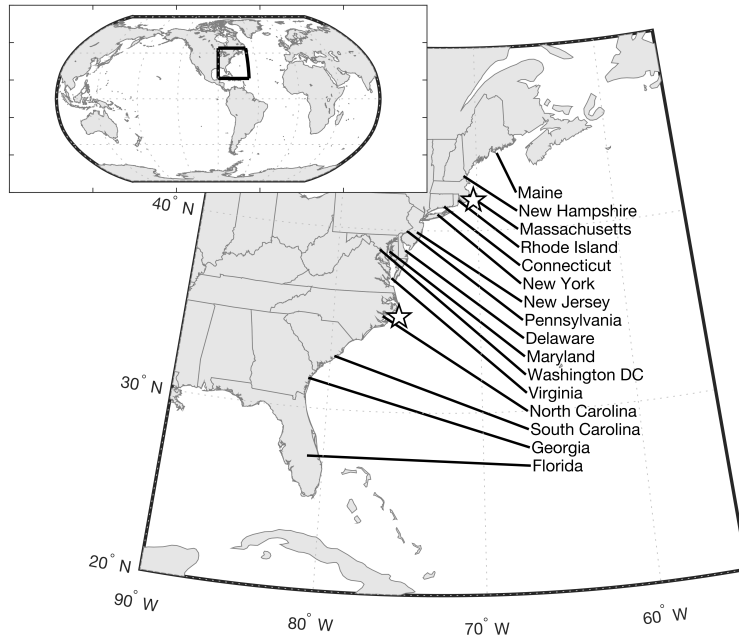 Maine
40° N
New Hampshire
Massachusetts
Rhode Island
Connecticut
New York
New Jersey
Pennsylvania
Delaware
Maryland
Washington DC
Virginia
30° N
North Carolina
South Carolina
Georgia
Florida
20° N
90° W
80° W
70° W
60° W